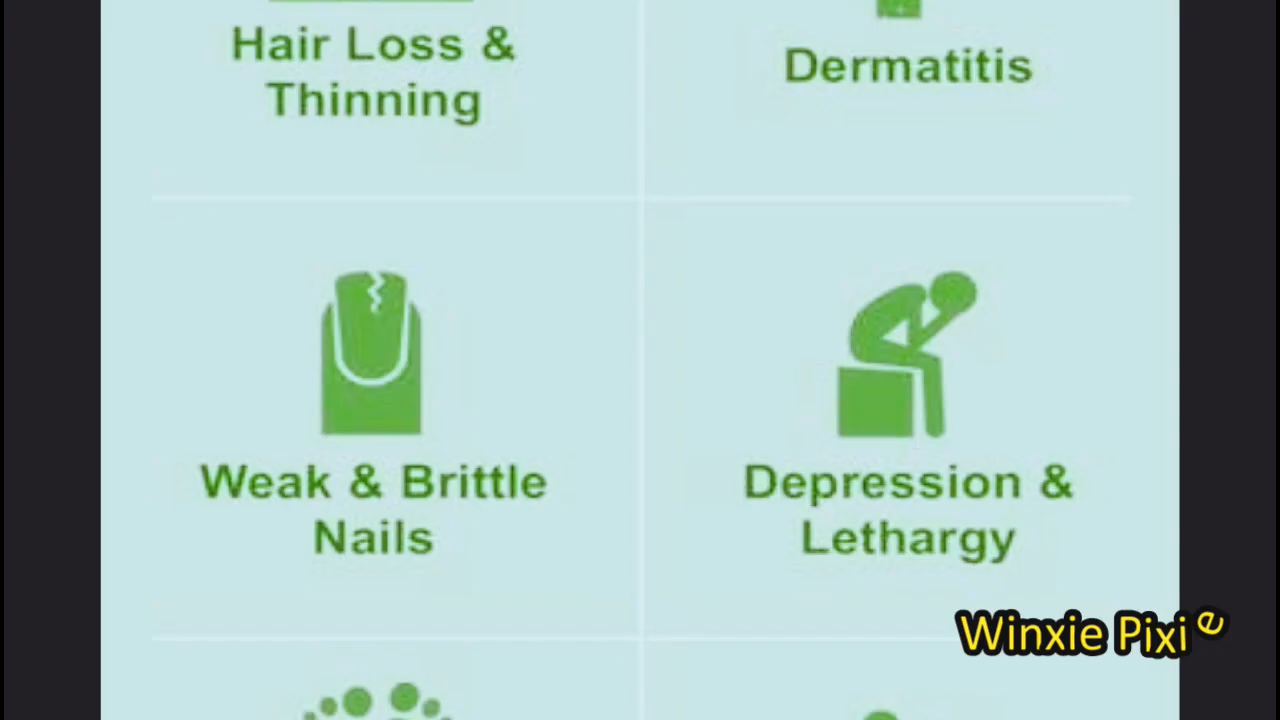 Hair Loss &
Thinning
Dermatitis
Weak & Brittle
Nails
Depression &
Lethargy
Winxie Pixie